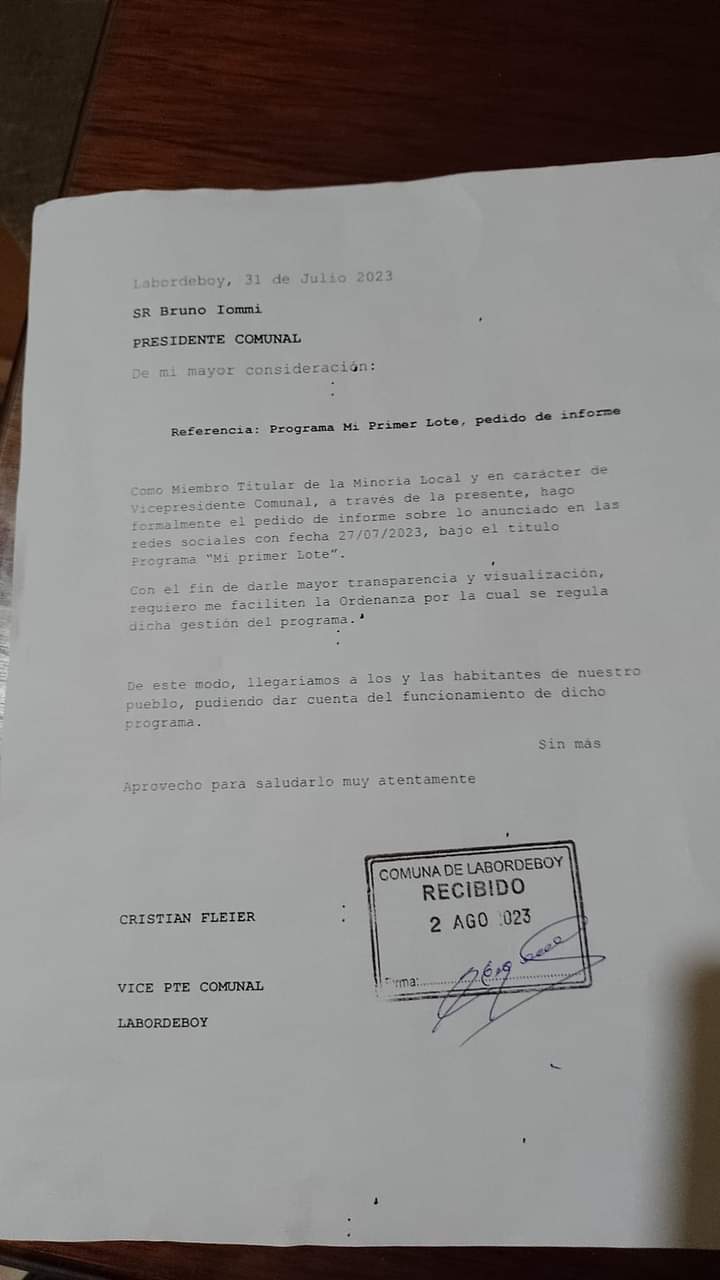 Labordeboy, 31 de Julio 2023
SR Bruno Iommi
PRESIDENTE COMUNAL
De mi mayor consideración:
Referencia: Programa Mi Primer Lote, pedido de informe
Como Miembro Titular de la Minoria Local y en carácter de
Vicepresidente Comunal, a través de la presente, hago
formalmente el pedido de informe sobre lo anunciado en las
redes sociales con fecha 27/07/2023, bajo el titulo
Programa "Mi primer Lote".
Con el fin de darle mayor transparencia y visualización,
requiero me faciliten la Ordenanza por la cual se regula
dicha gestión del programa.
De este modo, llegariamos a los y las habitantes de nuestro
pueblo, pudiendo dar cuenta del funcionamiento de dicho
programa.
Sin más
Aprovecho para saludarlo muy atentamente
COMUNA DE LABORDEBOY
RECIBIDO
2 AGO 2023
Firma:
CRISTIAN FLEIER
VICE PTE COMUNAL
LABORDEBOY